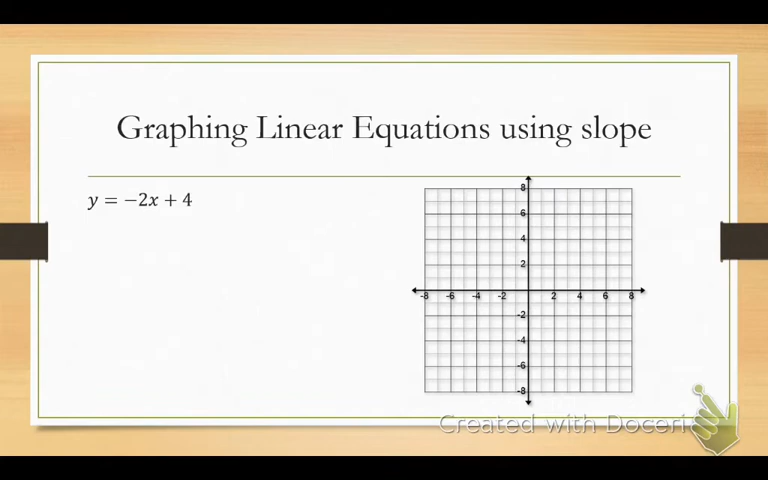 Graphing Linear Equations using slope
y = −2x + 4
8
6
4
2
-8 -6 -4 -2 2 4 6 8
-2
-4
-6
-8
Created with Doceri